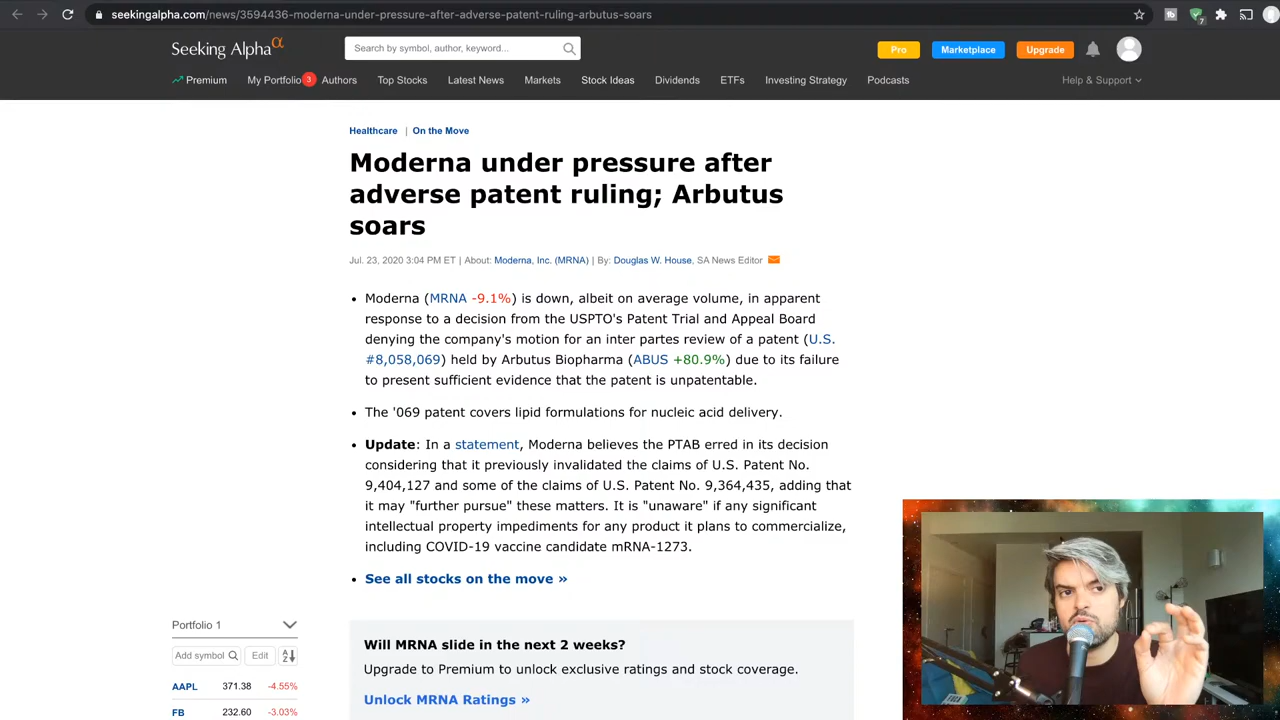 seekingalpha.com/news/3594436-moderna-under-pressure-after-adverse-patent-ruling-arbutus-soars
7
Seeking Alphaα
Search by symbol, author, keyword...
Pro
Marketplace
Upgrade
Premium
My Portfolio 3
Authors
Top Stocks
Latest News
Markets
Stock Ideas
Dividends
ETFs
Investing Strategy
Podcasts
Help & Support
Healthcare | On the Move
Moderna under pressure after
adverse patent ruling; Arbutus
soars
Jul. 23, 2020 3:04 PM ET | About: Moderna, Inc. (MRNA) | By: Douglas W. House, SA News Editor
• Moderna (MRNA -9.1%) is down, albeit on average volume, in apparent
response to a decision from the USPTO's Patent Trial and Appeal Board
denying the company's motion for an inter partes review of a patent (U.S.
#8,058,069) held by Arbutus Biopharma (ABUS +80.9%) due to its failure
to present sufficient evidence that the patent is unpatentable.
• The '069 patent covers lipid formulations for nucleic acid delivery.
• Update: In a statement, Moderna believes the PTAB erred in its decision
considering that it previously invalidated the claims of U.S. Patent No.
9,404,127 and some of the claims of U.S. Patent No. 9,364,435, adding that
it may "further pursue" these matters. It is "unaware" if any significant
intellectual property impediments for any product it plans to commercialize,
including COVID-19 vaccine candidate mRNA-1273.
• See all stocks on the move »
Portfolio 1
Add symbol
Edit
A
Z
AAPL 371.38 -4.55%
FB 232.60 -3.03%
Will MRNA slide in the next 2 weeks?
Upgrade to Premium to unlock exclusive ratings and stock coverage.
Unlock MRNA Ratings »